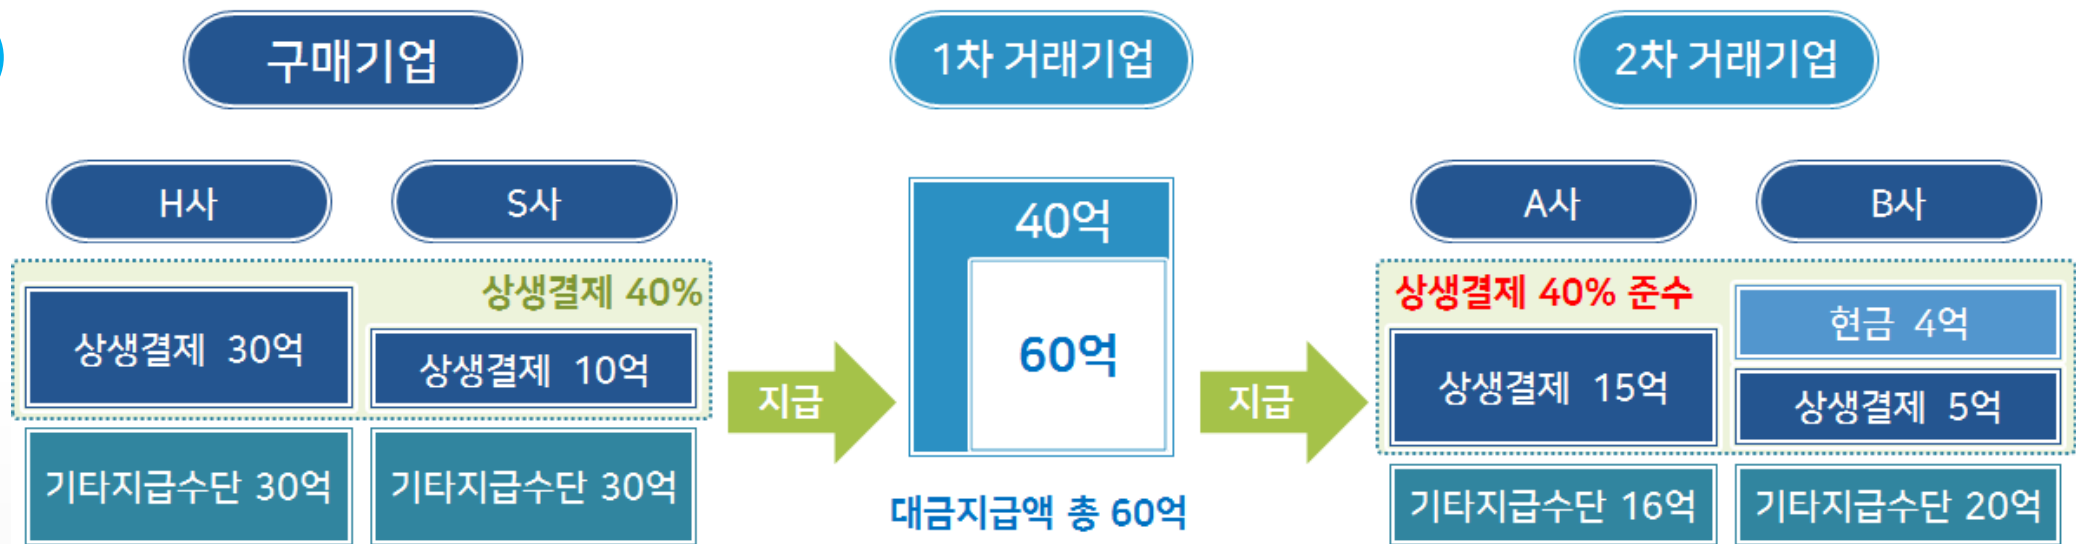 구매기업
1차 거래기업
2차 거래기업
H사
S사
A사
B사
상생결제 40%
상생결제 30억
상생결제 10억
기타지급수단 30억
기타지급수단 30억
지급
40억
60억
대금지급액 총 60억
지급
상생결제 40% 준수
현금 4억
상생결제 15억
상생결제 5억
기타지급수단 16억
기타지급수단 20억